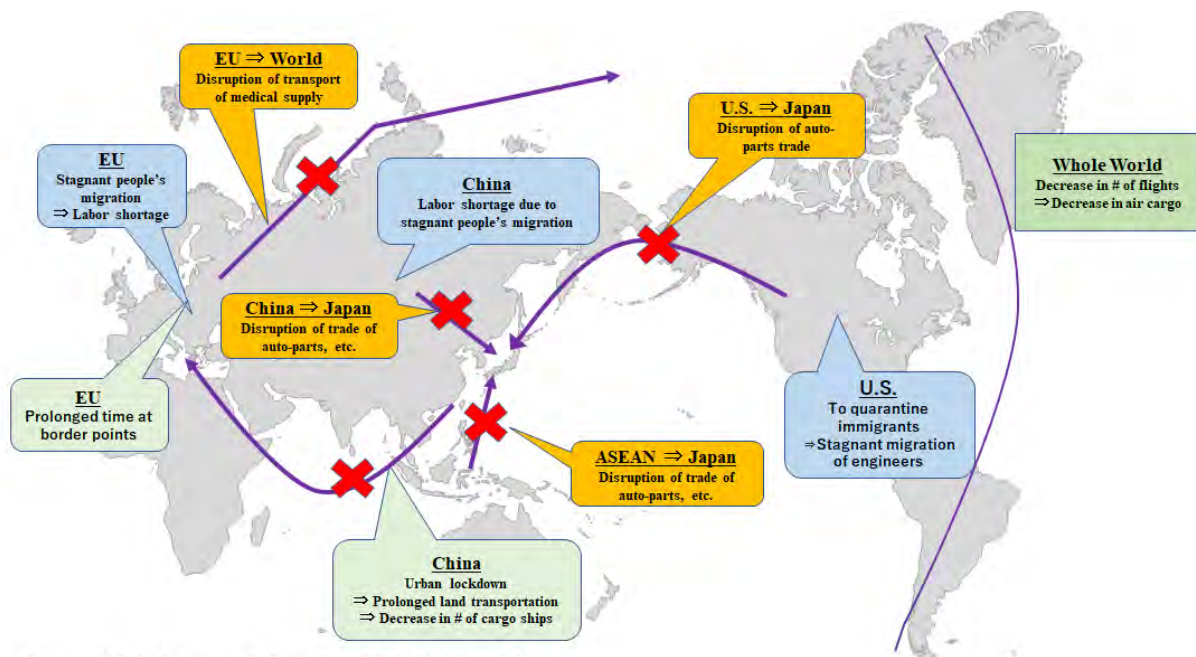 EU ⇒ World
Disruption of transport
of medical supply
U.S. ⇒ Japan
Disruption of auto-
parts trade
EU
Stagnant people’s
migration
⇒ Labor shortage
China
Labor shortage due to
stagnant people’s migration
Whole World
Decrease in # of flights
⇒ Decrease in air cargo
China ⇒ Japan
Disruption of trade of
auto-parts, etc.
EU
Prolonged time at
border points
U.S.
To quarantine
immigrants
⇒Stagnant migration
of engineers
ASEAN ⇒ Japan
Disruption of trade of
auto-parts, etc.
China
Urban lockdown
⇒ Prolonged land transportation
⇒ Decrease in # of cargo ships